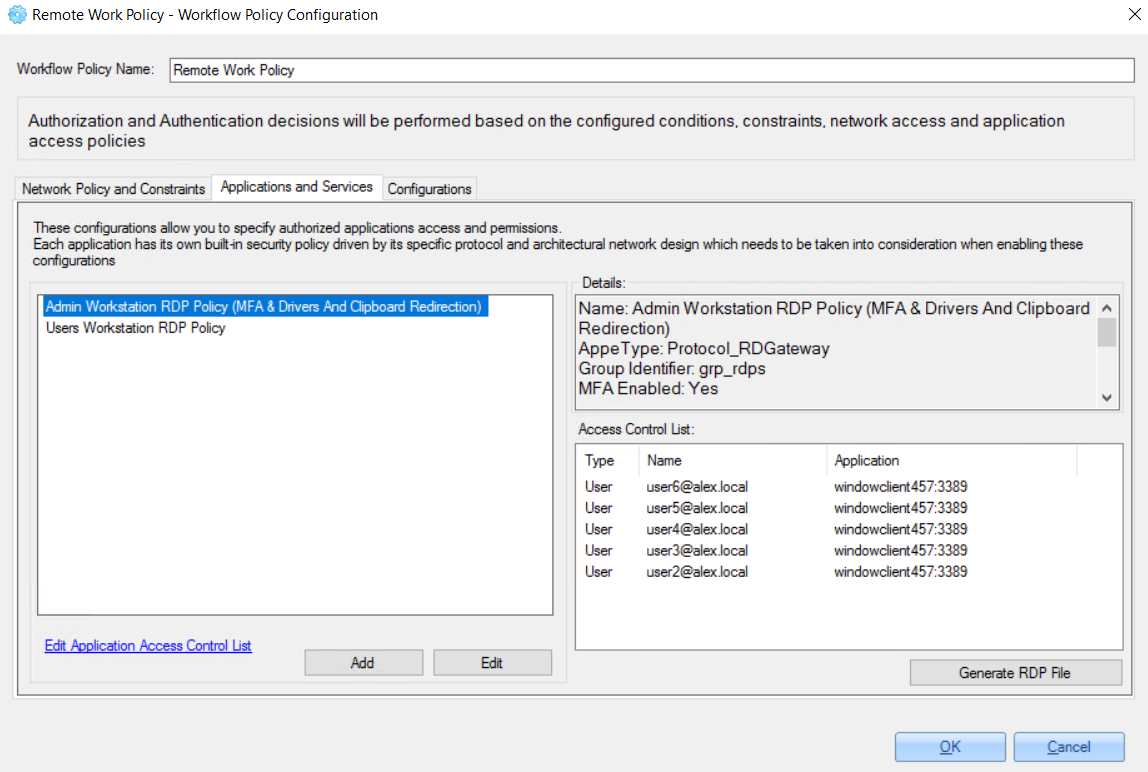 Remote Work Policy - Workflow Policy Configuration
Workflow Policy Name: Remote Work Policy
Authorization and Authentication decisions will be performed based on the configured conditions, constraints, network access and application
access policies
Network Policy and Constraints Applications and Services Configurations
These configurations allow you to specify authorized applications access and permissions.
Each application has its own built-in security policy driven by its specific protocol and architectural network design which needs to be taken into consideration when enabling these
configurations
Admin Workstation RDP Policy (MFA & Drivers And Clipboard Redirection)
Users Workstation RDP Policy
Edit Application Access Control List
Add Edit
Details:
Name: Admin Workstation RDP Policy (MFA & Drivers And Clipboard
Redirection)
AppeType: Protocol_RDGateway
Group Identifier: grp_rdps
MFA Enabled: Yes
Access Control List:
Type Name Application
User user6@alex.local windowclient457:3389
User user5@alex.local windowclient457:3389
User user4@alex.local windowclient457:3389
User user3@alex.local windowclient457:3389
User user2@alex.local windowclient457:3389
Generate RDP File
OK Cancel